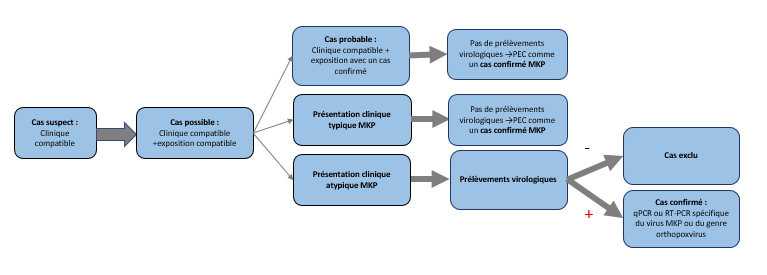 Cas suspect :
Clinique
compatible
Cas possible :
Clinique compatible
+exposition compatible
Cas probable :
Clinique compatible +
exposition avec un cas
confirmé
Pas de prélèvements
virologiques →PEC comme
un cas confirmé MKP
Présentation clinique
typique MKP
Pas de prélèvements
virologiques →PEC comme
un cas confirmé MKP
Présentation clinique
atypique MKP
Prélèvements virologiques
-
Cas exclu
+
Cas confirmé :
qPCR ou RT-PCR spécifique
du virus MKP ou du genre
orthopoxvirus